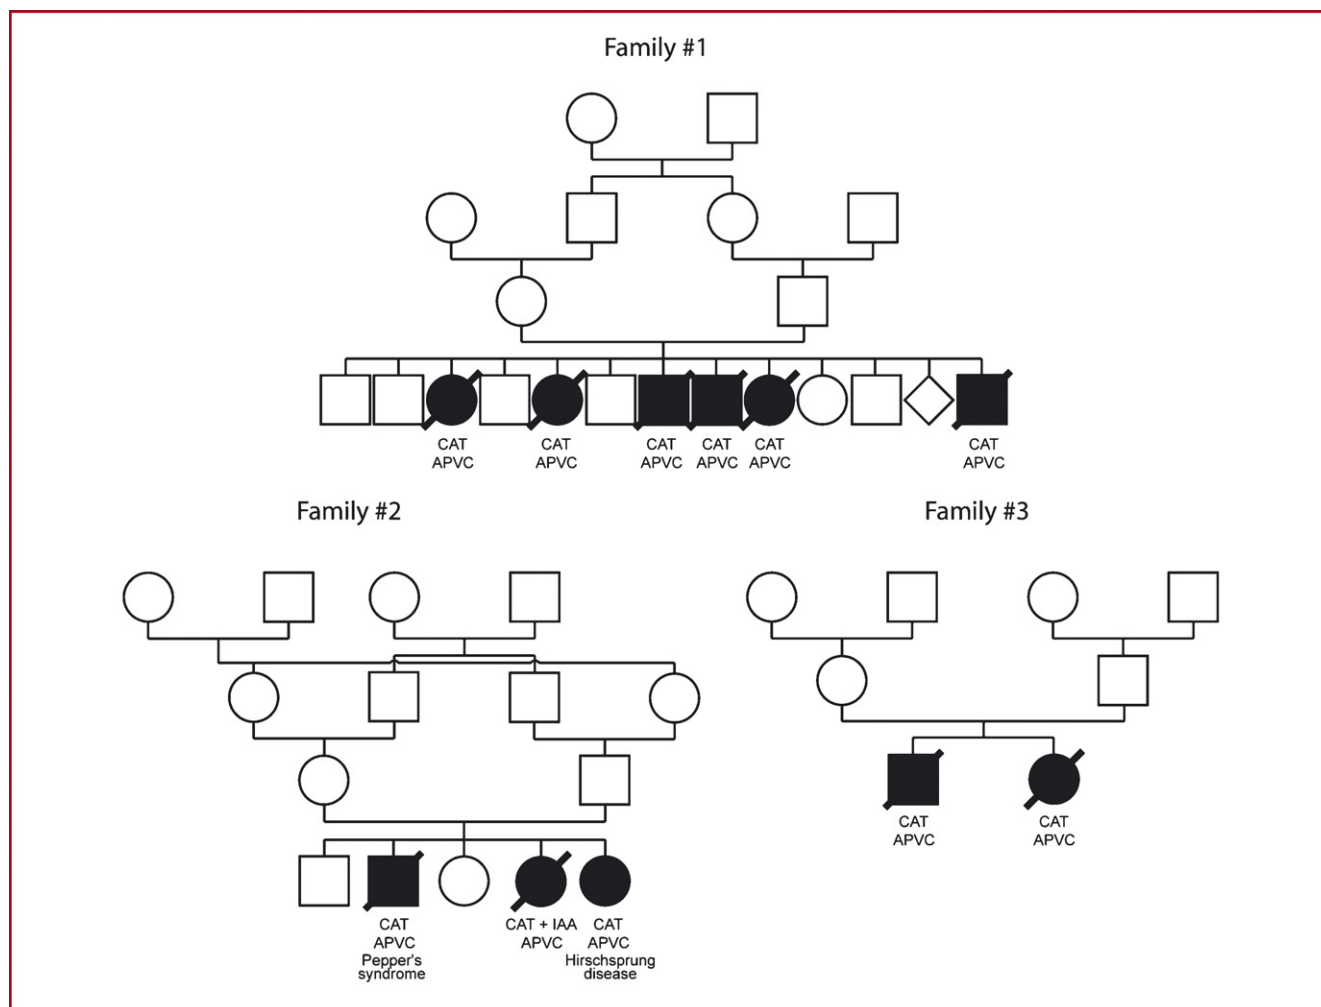 Family #1
CAT
APVC
CAT
APVC
CAT
APVC
CAT
APVC
CAT
APVC
CAT
APVC
Family #2
CAT
APVC
Pepper's
syndrome
CAT + IAA
APVC
CAT
APVC
Hirschsprung
disease
Family #3
CAT
APVC
CAT
APVC